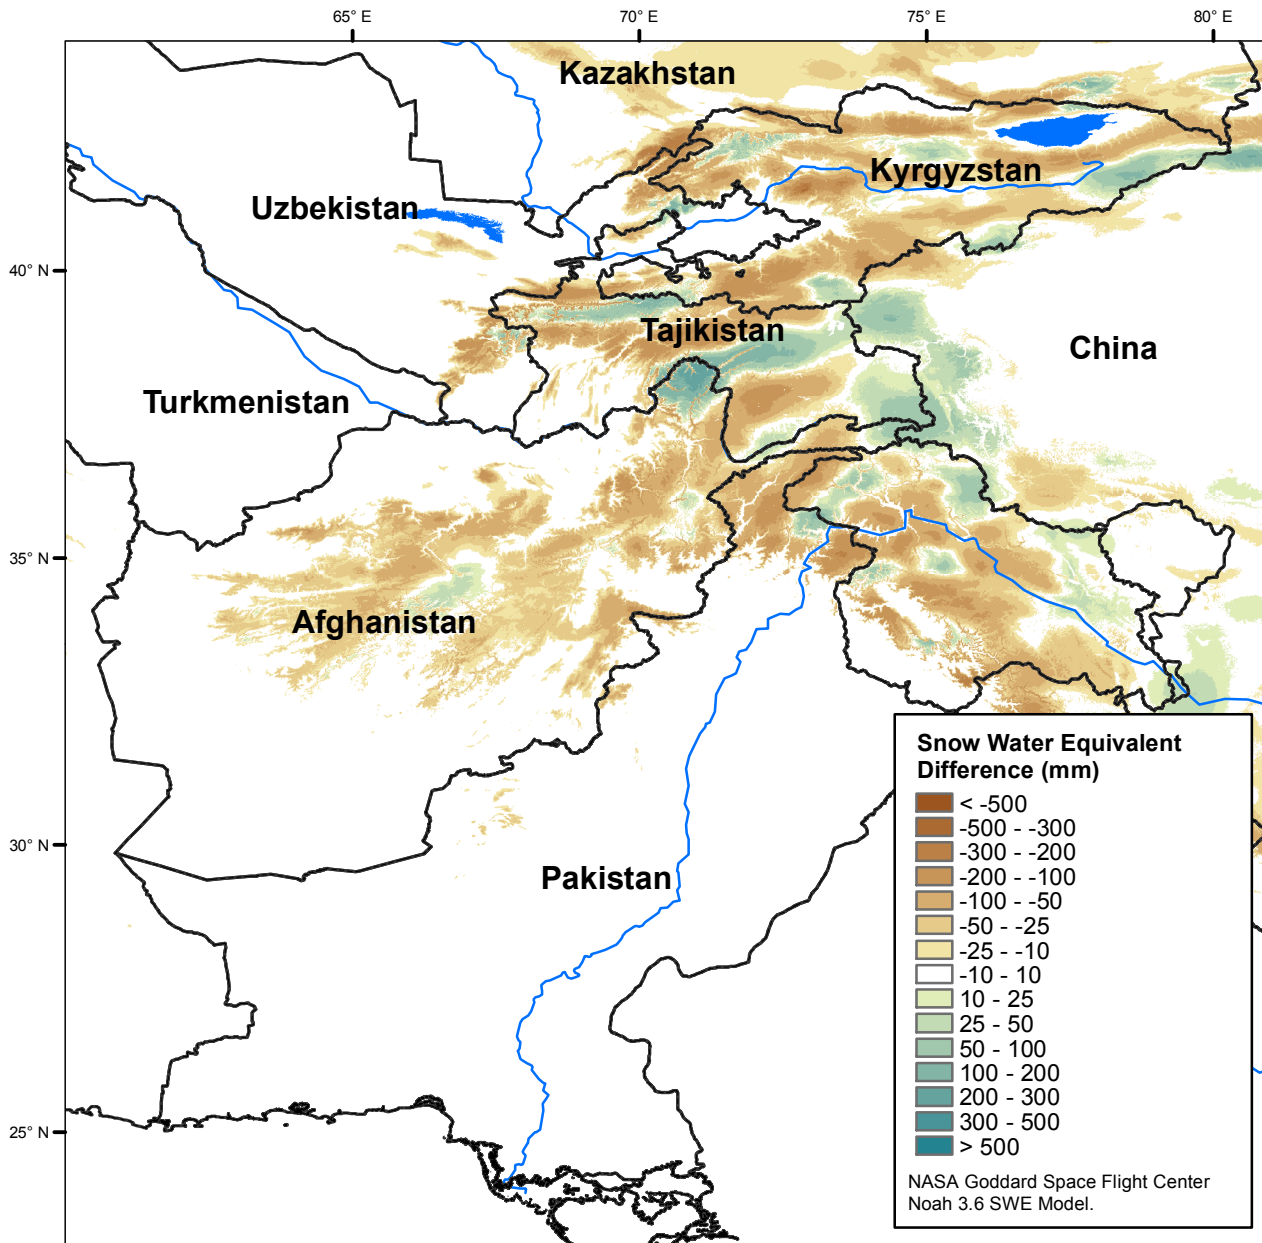 65° E
70° E
75° E
80° E
Kazakhstan
Kyrgyzstan
Uzbekistan
40° N
Tajikistan
China
Turkmenistan
35° N
Afghanistan
30° N
Pakistan
25° N
Snow Water Equivalent
Difference (mm)
< -500
-500 - -300
-300 - -200
-200 - -100
-100 - -50
-50 - -25
-25 - -10
-10 - 10
10 - 25
25 - 50
50 - 100
100 - 200
200 - 300
300 - 500
> 500
NASA Goddard Space Flight Center
Noah 3.6 SWE Model.